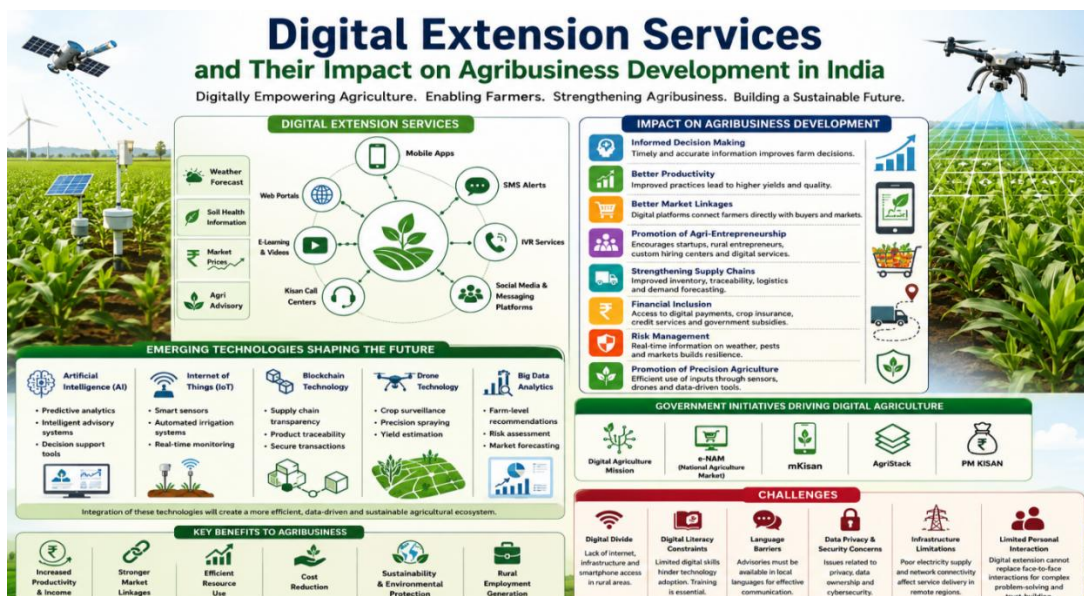 Digital Extension Services
and Their Impact on Agribusiness Development in India
Digitally Empowering Agriculture. Enabling Farmers. Strengthening Agribusiness. Building a Sustainable Future.
DIGITAL EXTENSION SERVICES
Weather
Forecast
Soil Health
Information
Market
Prices
Agri
Advisory
Mobile Apps
Web Portals
SMS Alerts
E-Learning
& Videos
IVR Services
Kisan Call
Centers
Social Media &
Messaging
Platforms
IMPACT ON AGRIBUSINESS DEVELOPMENT
Informed Decision Making
Timely and accurate information improves farm decisions.
Better Productivity
Improved practices lead to higher yields and quality.
Better Market Linkages
Digital platforms connect farmers directly with buyers and markets.
Promotion of Agri-Entrepreneurship
Encourages startups, rural entrepreneurs,
custom hiring centers and digital services.
Strengthening Supply Chains
Improved inventory, traceability, logistics
and demand forecasting.
Financial Inclusion
Access to digital payments, crop insurance,
credit services and government subsidies.
Risk Management
Real-time information on weather, pests
and markets builds resilience.
Promotion of Precision Agriculture
Efficient use of inputs through sensors,
drones and data-driven tools.
EMERGING TECHNOLOGIES SHAPING THE FUTURE
Artificial
Intelligence (AI)
• Predictive analytics
• Intelligent advisory
systems
• Decision support
tools
Internet of
Things (IoT)
• Smart sensors
• Automated irrigation
systems
• Real-time monitoring
Blockchain
Technology
• Supply chain
transparency
• Product traceability
• Secure transactions
Drone
Technology
• Crop surveillance
• Precision spraying
• Yield estimation
Big Data
Analytics
• Farm-level
recommendations
• Risk assessment
• Market forecasting
Integration of these technologies will create a more efficient, data-driven and sustainable agricultural ecosystem.
GOVERNMENT INITIATIVES DRIVING DIGITAL AGRICULTURE
Digital Agriculture
Mission
e-NAM
(National Agriculture
Market)
mKisan
AgriStack
PM KISAN
KEY BENEFITS TO AGRIBUSINESS
Increased
Productivity
& Income
Stronger
Market
Linkages
Efficient
Resource
Use
Cost
Reduction
Sustainability
& Environmental
Protection
Rural
Employment
Generation
CHALLENGES
Digital Divide
Lack of internet,
infrastructure and
smartphone access
in rural areas.
Digital Literacy
Constraints
Limited digital skills
hinder technology
adoption. Training
is essential.
Language
Barriers
Advisories must be
available in local
languages for effective
communication.
Data Privacy &
Security Concerns
Issues related to
privacy, data
ownership and
cybersecurity.
Infrastructure
Limitations
Poor electricity supply
and network connectivity
affect service delivery in
remote regions.
Limited Personal
Interaction
Digital extension cannot
replace face-to-face
interactions for complex
problem-solving and